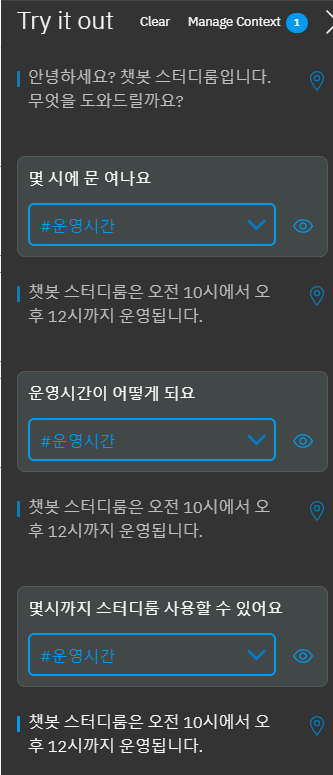 Try it out Clear Manage Context 1
안녕하세요? 챗봇 스터디룸입니다.
무엇을 도와드릴까요?
몇 시에 문 여나요
#운영시간
챗봇 스터디룸은 오전 10시에서 오
후 12시까지 운영됩니다.
운영시간이 어떻게 되요
#운영시간
챗봇 스터디룸은 오전 10시에서 오
후 12시까지 운영됩니다.
몇시까지 스터디룸 사용할 수 있어요
#운영시간
챗봇 스터디룸은 오전 10시에서 오
후 12시까지 운영됩니다.